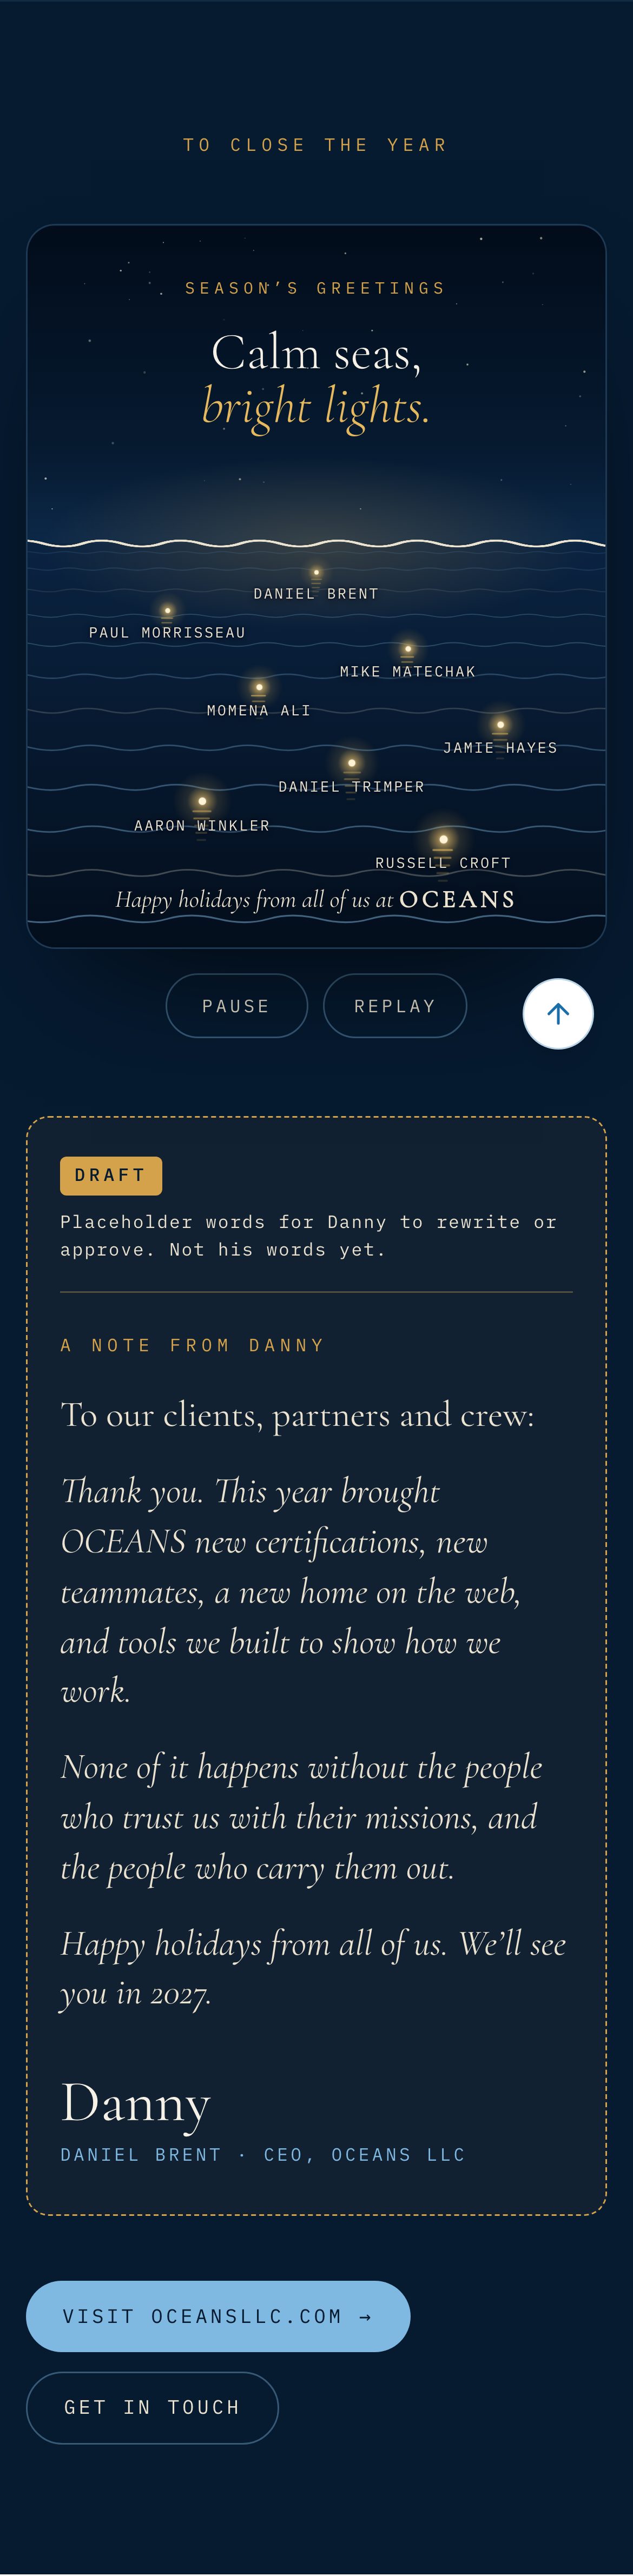 TO CLOSE THE YEAR
SEASON’S GREETINGS
Calm seas,
bright lights.
DANIEL BRENT
PAUL MORRISSEAU
MIKE MATECHAK
MOMENA ALI
JAMIE HAYES
DANIEL TRIMPER
AARON WINKLER
RUSSELL CROFT
Happy holidays from all of us at OCEANS
PAUSE
REPLAY
DRAFT
Placeholder words for Danny to rewrite or
approve. Not his words yet.
A NOTE FROM DANNY
To our clients, partners and crew:
Thank you. This year brought
OCEANS new certifications, new
teammates, a new home on the web,
and tools we built to show how we
work.
None of it happens without the people
who trust us with their missions, and
the people who carry them out.
Happy holidays from all of us. We’ll see
you in 2027.
Danny
DANIEL BRENT · CEO, OCEANS LLC
VISIT OCEANSLLC.COM →
GET IN TOUCH